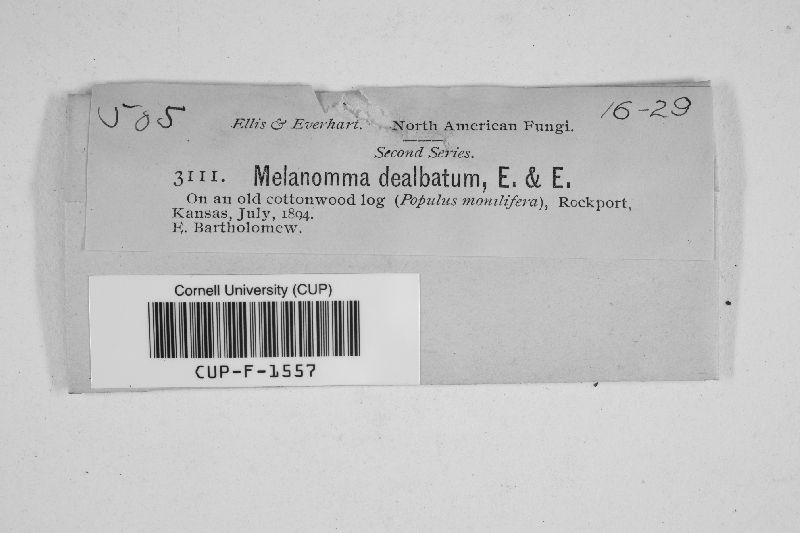 505 16-29
Ellis & Everhart. North American Fungi.
Second Series.
3111. Melanomma dealbatum, E. & E.
On an old cottonwood log (Populus monilifera), Rockport,
Kansas, July, 1894.
E. Bartholomew.
Cornell University (CUP)
CUP-F-1557